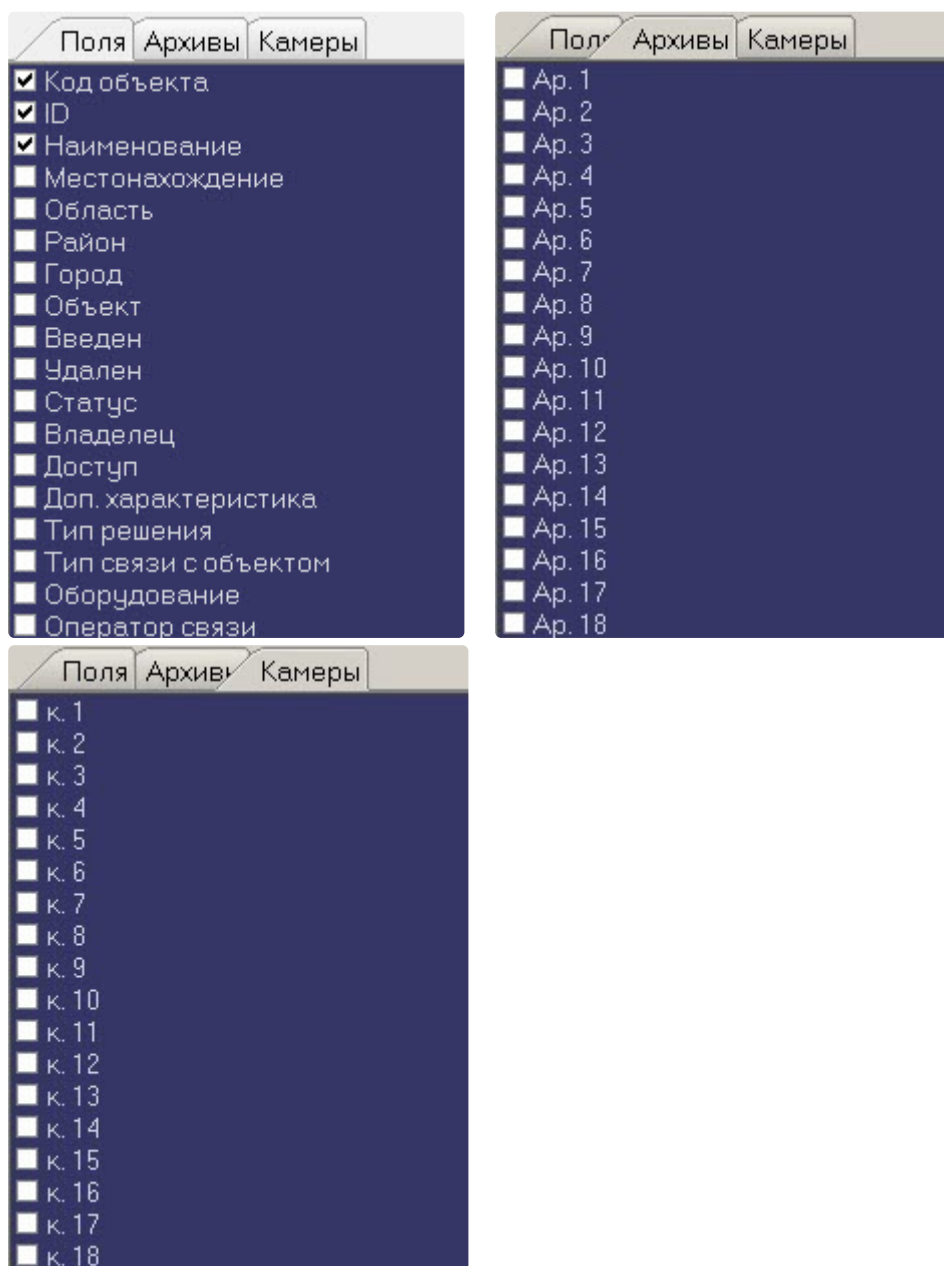 Поля Архивы Камеры
Код объекта
ID
Наименование
Местонахождение
Область
Район
Город
Объект
Введен
Удален
Статус
Владелец
Доступ
Доп. характеристика
Тип решения
Тип связи с объектом
Оборудование
Оператор связи
Поля Архивы Камеры
Ар. 1
Ар. 2
Ар. 3
Ар. 4
Ар. 5
Ар. 6
Ар. 7
Ар. 8
Ар. 9
Ар. 10
Ар. 11
Ар. 12
Ар. 13
Ар. 14
Ар. 15
Ар. 16
Ар. 17
Ар. 18
Поля Архивы Камеры
к. 1
к. 2
к. 3
к. 4
к. 5
к. 6
к. 7
к. 8
к. 9
к. 10
к. 11
к. 12
к. 13
к. 14
к. 15
к. 16
к. 17
к. 18